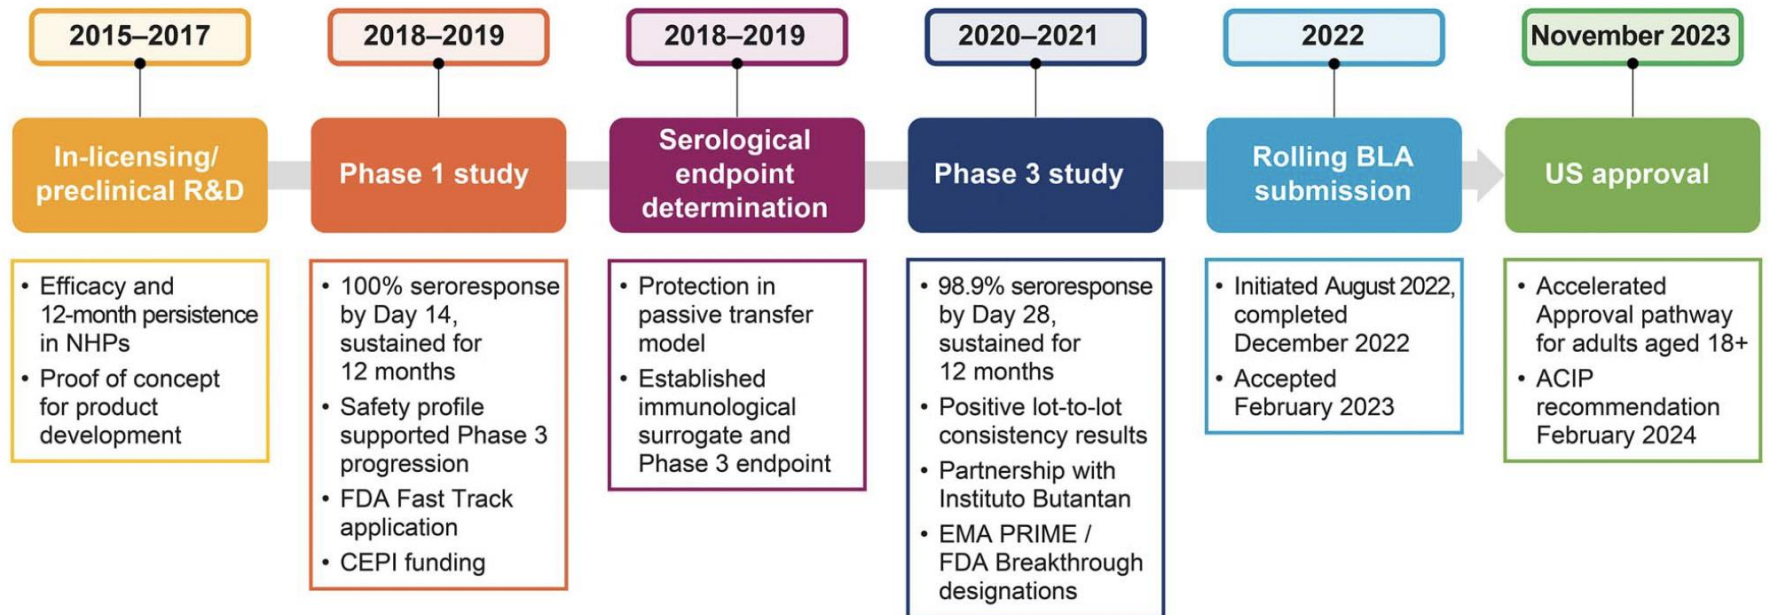 2015–2017
2018–2019
2018–2019
2020–2021
2022
November 2023
In-licensing/
preclinical R&D
Phase 1 study
Serological
endpoint
determination
Phase 3 study
Rolling BLA
submission
US approval
• Efficacy and
12-month persistence
in NHPs
• Proof of concept
for product
development
• 100% seroresponse
by Day 14,
sustained for
12 months
• Safety profile
supported Phase 3
progression
• FDA Fast Track
application
• CEPI funding
• Protection in
passive transfer
model
• Established
immunological
surrogate and
Phase 3 endpoint
• 98.9% seroresponse
by Day 28,
sustained for
12 months
• Positive lot-to-lot
consistency results
• Partnership with
Instituto Butantan
• EMA PRIME /
FDA Breakthrough
designations
• Initiated August 2022,
completed
December 2022
• Accepted
February 2023
• Accelerated
Approval pathway
for adults aged 18+
• ACIP
recommendation
February 2024